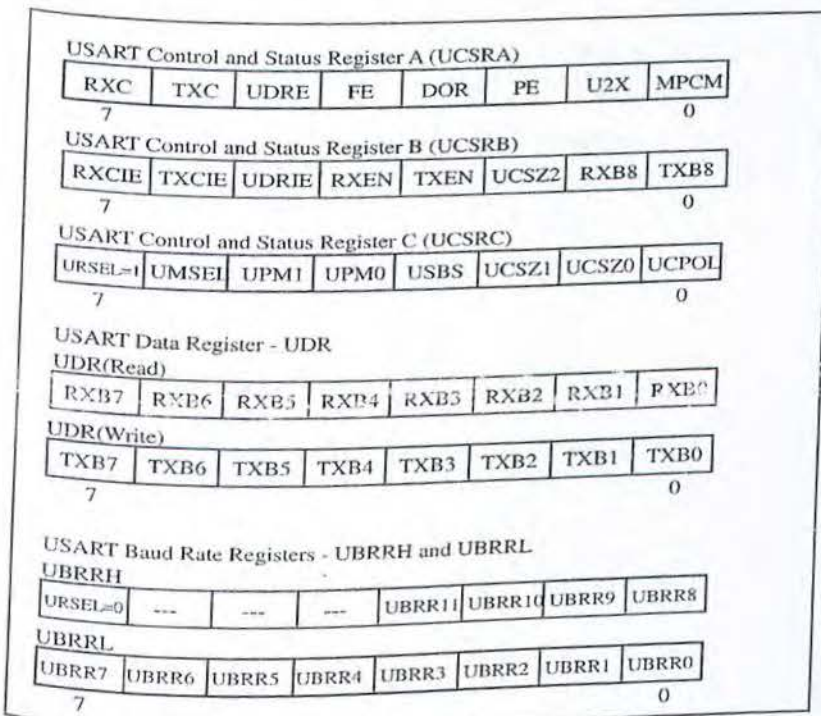 USART Control and Status Register A (UCSRA)
RXC TXC UDRE FE DOR PE U2X MPCM
7 0
USART Control and Status Register B (UCSRB)
RXCIE TXCIE UDRIE RXEN TXEN UCSZ2 RXB8 TXB8
7 0
USART Control and Status Register C (UCSRC)
URSEL=1 UMSEL UPM1 UPM0 USBS UCSZ1 UCSZ0 UCPOL
7 0
USART Data Register - UDR
UDR(Read)
RXB7 RXB6 RXB5 RXB4 RXB3 RXB2 RXB1 RXB0
UDR(Write)
TXB7 TXB6 TXB5 TXB4 TXB3 TXB2 TXB1 TXB0
7 0
USART Baud Rate Registers - UBRRH and UBRRL
UBRRH
URSEL=0 --- --- --- UBRR11 UBRR10 UBRR9 UBRR8
UBRRL
UBRR7 UBRR6 UBRR5 UBRR4 UBRR3 UBRR2 UBRR1 UBRR0
7 0